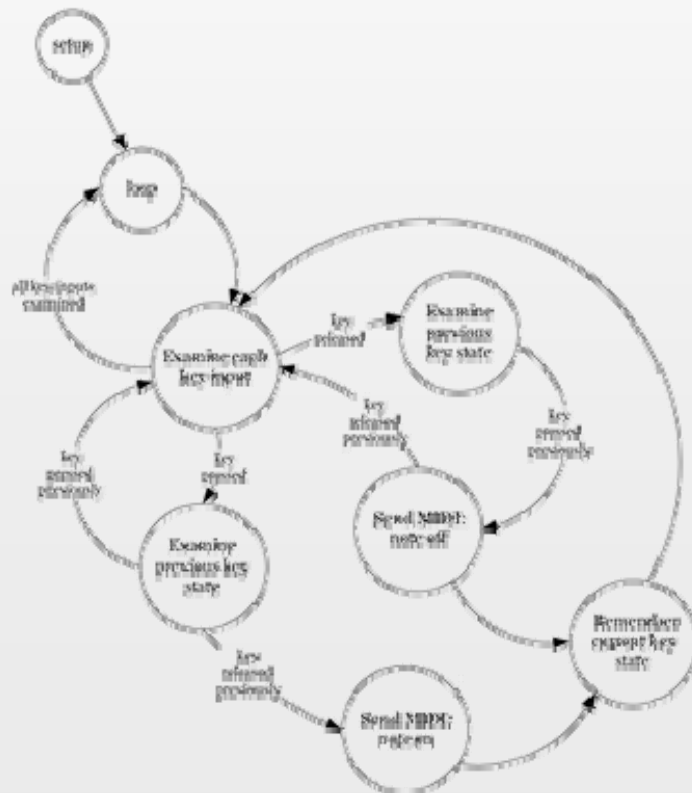 setup
loop
all key inputs
examined
Examine each
key input
key
released
Examine
previous
key state
key
released
previously
key
pressed
previously
key
pressed
previously
key
pressed
Examining
previous key
state
Send MIDI:
note off
Remember
current key
state
key
released
previously
Send MIDI:
note on